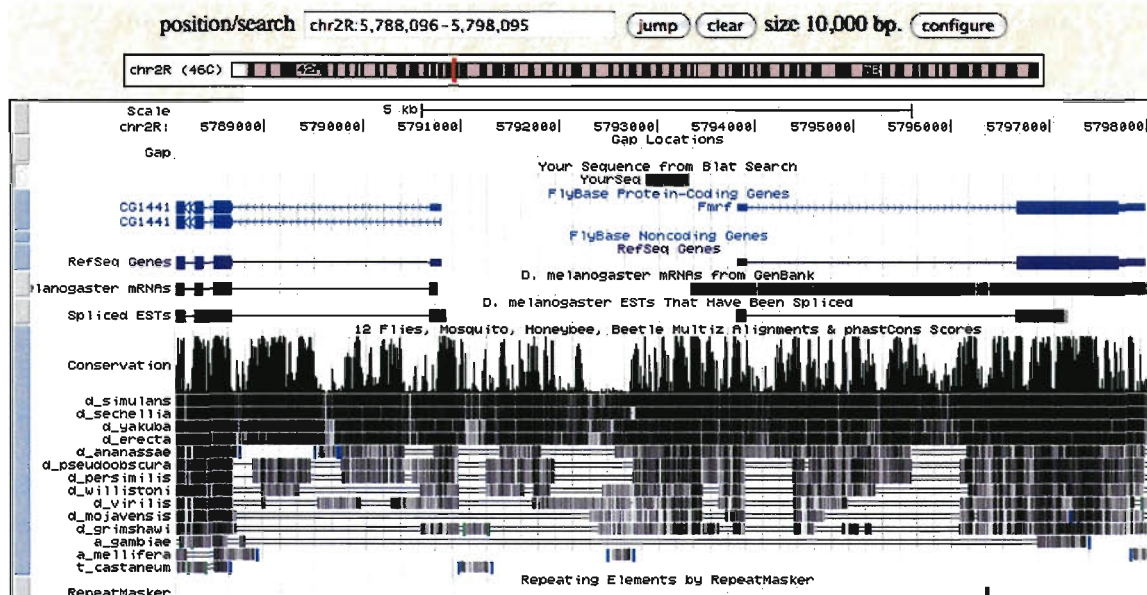 position/search chr2R:5,788,096-5,798,095 jump clear size 10,000 bp. configure
chr2R (46C)
Scale 5 kb
chr2R: 5789000| 5790000| 5791000| 5792000| 5793000| 5794000| 5795000| 5796000| 5797000| 5798000|
Gap Locations
Gap
Your Sequence from Blat Search
YourSeq
FlyBase Protein-Coding Genes
CG1441 Fmrf
CG1441
FlyBase Noncoding Genes
RefSeq Genes
RefSeq Genes
D. melanogaster mRNAs from GenBank
lanogaster mRNAs
D. melanogaster ESTs That Have Been Spliced
Spliced ESTs
12 Flies, Mosquito, Honeybee, Beetle Multiz Alignments & phastCons Scores
Conservation
d_simulans
d_sechellia
d_yakuba
d_erecta
d_ananassae
d_pseudoobscura
d_persimilis
d_willistoni
d_virilis
d_mojavensis
d_grimshawi
a_gambiae
a_mellifera
t_castaneum
Repeating Elements by RepeatMasker
RepeatMasker